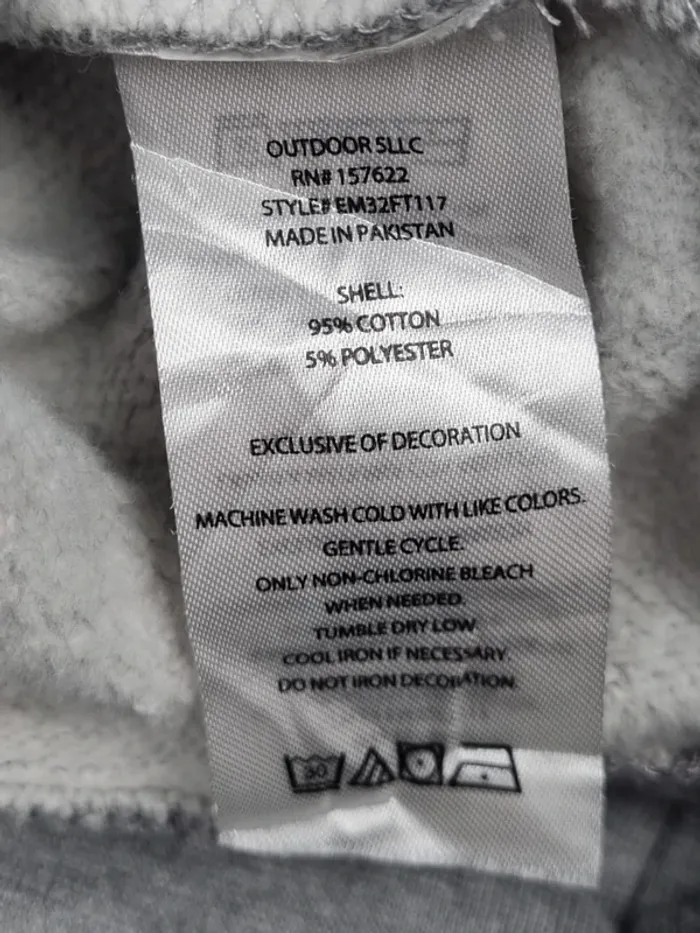 OUTDOOR 5LLC
RN# 157622
STYLE# EM32FT117
MADE IN PAKISTAN
SHELL:
95% COTTON
5% POLYESTER
EXCLUSIVE OF DECORATION
MACHINE WASH COLD WITH LIKE COLORS.
GENTLE CYCLE.
ONLY NON-CHLORINE BLEACH
WHEN NEEDED.
TUMBLE DRY LOW
COOL IRON IF NECESSARY.
DO NOT IRON DECORATION.
30